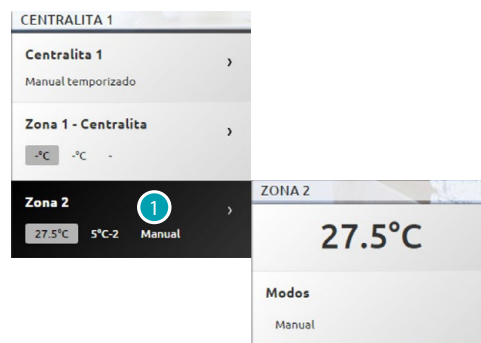 CENTRALITA 1
Centralita 1
Manual temporizado
Zona 1 - Centralita
-°C -°C -
Zona 2
1
27.5°C 5°C-2 Manual
ZONA 2
27.5°C
Modos
Manual